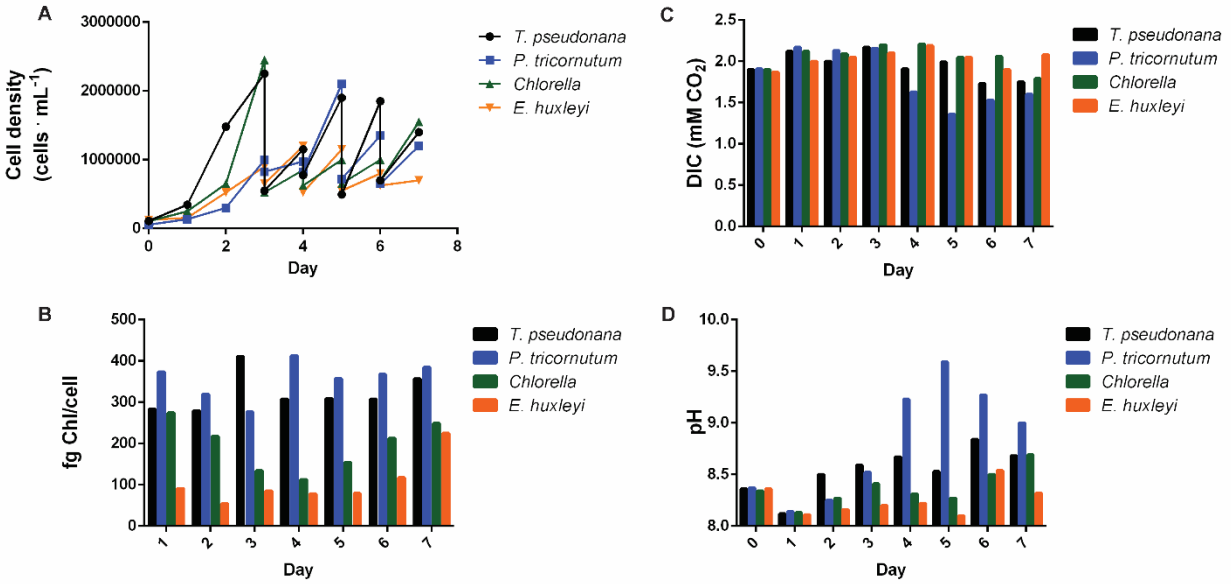 A
3000000
2000000
1000000
0
Cell density
(cells · mL⁻¹)
0 2 4 6 8
Day
T. pseudonana
P. tricornutum
Chlorella
E. huxleyi
C
2.5
2.0
1.5
1.0
0.5
0.0
DIC (mM CO₂)
0 1 2 3 4 5 6 7
Day
T. pseudonana
P. tricornutum
Chlorella
E. huxleyi
B
500
400
300
200
100
0
fg Chl/cell
1 2 3 4 5 6 7
Day
T. pseudonana
P. tricornutum
Chlorella
E. huxleyi
D
10.0
9.5
9.0
8.5
8.0
pH
0 1 2 3 4 5 6 7
Day
T. pseudonana
P. tricornutum
Chlorella
E. huxleyi